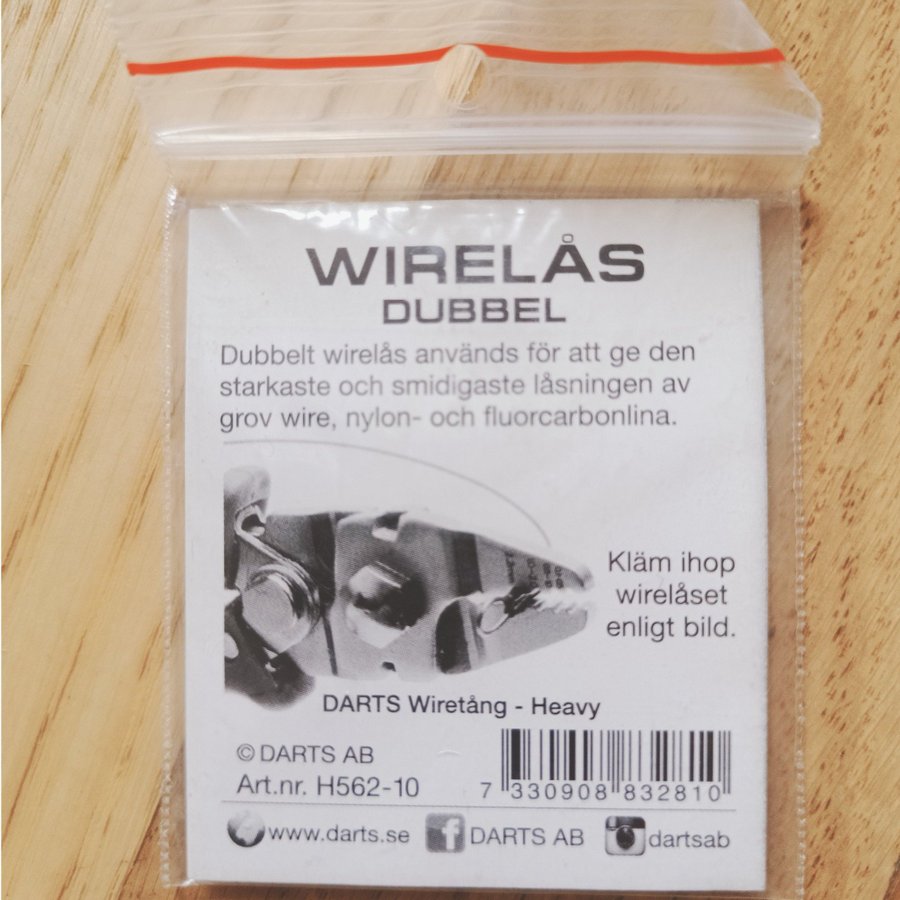 WIRELÅS
DUBBEL
Dubbelt wirelås används för att ge den
starkaste och smidigaste låsningen av
grov wire, nylon- och fluorcarbonlina.
Kläm ihop
wirelåset
enligt bild.
DARTS Wiretång - Heavy
© DARTS AB
Art.nr. H562-10
7 330908 832810
www.darts.se
DARTS AB
dartsab